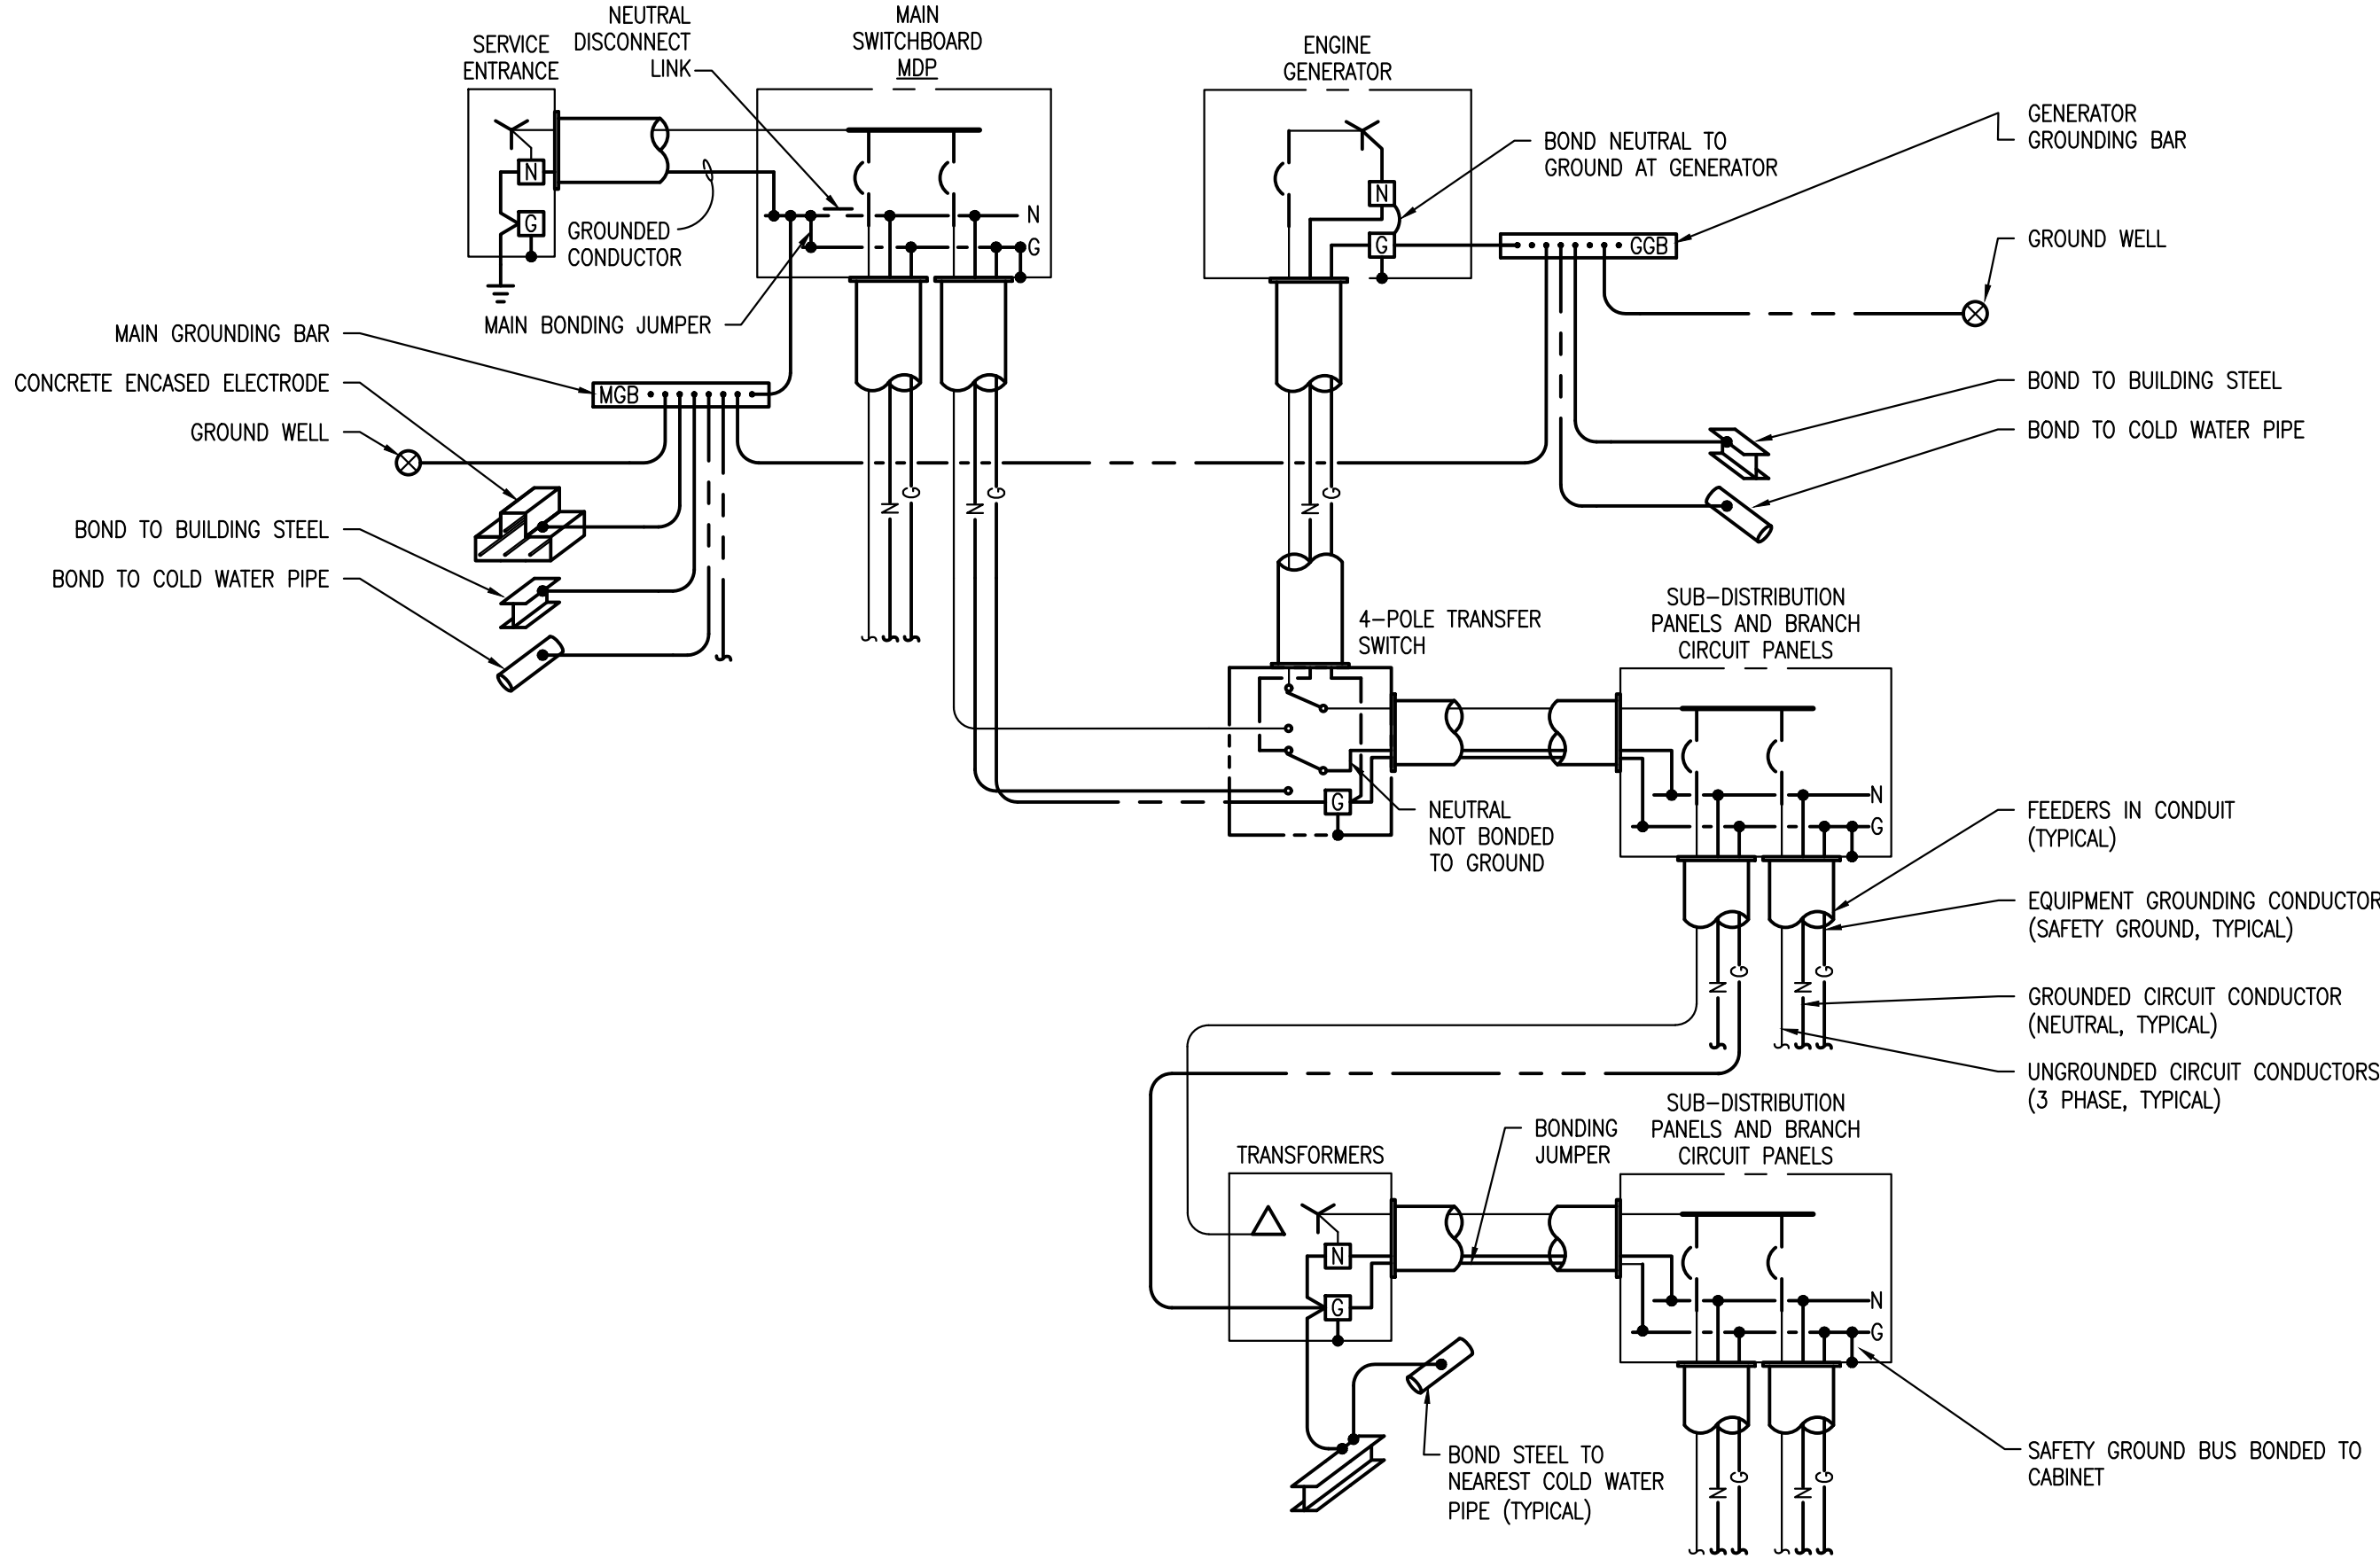 NEUTRAL
DISCONNECT
LINK
MAIN
SWITCHBOARD
MDP
SERVICE
ENTRANCE
ENGINE
GENERATOR
N
G
GROUNDED
CONDUCTOR
N
G
MAIN BONDING JUMPER
N
G
BOND NEUTRAL TO
GROUND AT GENERATOR
GGB
GENERATOR
GROUNDING BAR
GROUND WELL
BOND TO BUILDING STEEL
BOND TO COLD WATER PIPE
MAIN GROUNDING BAR
CONCRETE ENCASED ELECTRODE
GROUND WELL
BOND TO BUILDING STEEL
BOND TO COLD WATER PIPE
MGB
N
G
N
G
N
G
4-POLE TRANSFER
SWITCH
G
NEUTRAL
NOT BONDED
TO GROUND
SUB-DISTRIBUTION
PANELS AND BRANCH
CIRCUIT PANELS
N
G
FEEDERS IN CONDUIT
(TYPICAL)
EQUIPMENT GROUNDING CONDUCTOR
(SAFETY GROUND, TYPICAL)
GROUNDED CIRCUIT CONDUCTOR
(NEUTRAL, TYPICAL)
UNGROUNDED CIRCUIT CONDUCTORS
(3 PHASE, TYPICAL)
N
G
N
G
TRANSFORMERS
N
G
BONDING
JUMPER
SUB-DISTRIBUTION
PANELS AND BRANCH
CIRCUIT PANELS
N
G
BOND STEEL TO
NEAREST COLD WATER
PIPE (TYPICAL)
N
G
N
G
SAFETY GROUND BUS BONDED TO
CABINET